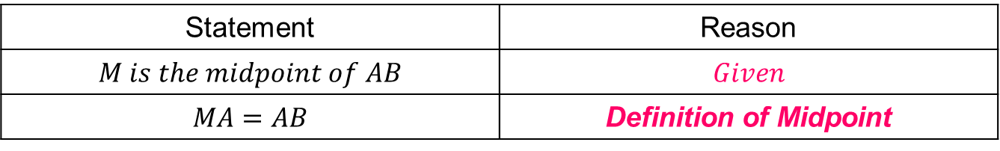 Statement Reason
M is the midpoint of AB Given
MA = AB Definition of Midpoint